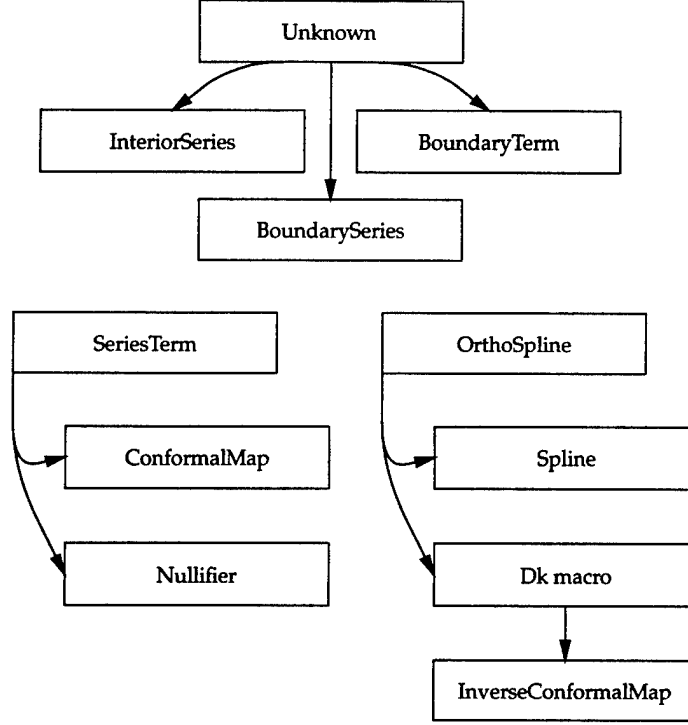 Unknown
InteriorSeries
BoundaryTerm
BoundarySeries
SeriesTerm
OrthoSpline
ConformalMap
Spline
Nullifier
Dk macro
InverseConformalMap